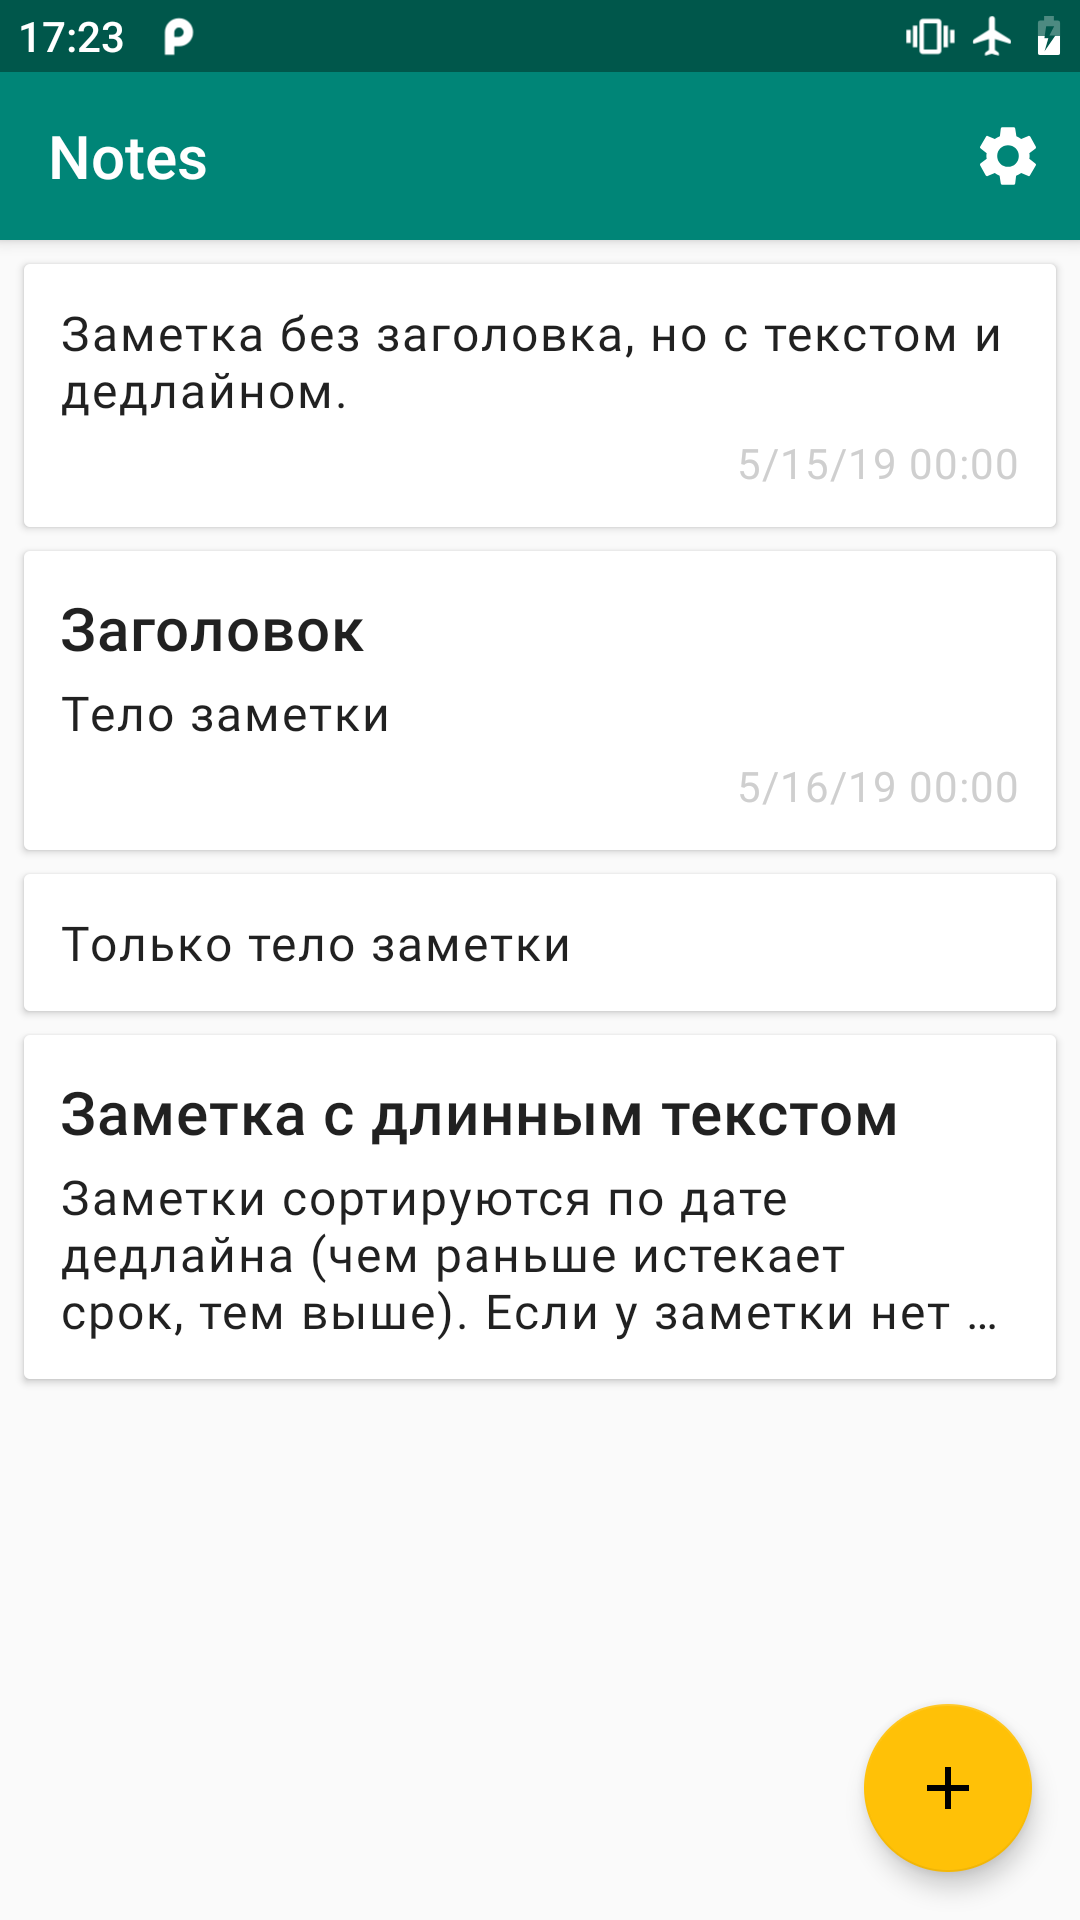 17:23
Notes
Заметка без заголовка, но с текстом и
дедлайном.
5/15/19 00:00
Заголовок
Тело заметки
5/16/19 00:00
Только тело заметки
Заметка с длинным текстом
Заметки сортируются по дате
дедлайна (чем раньше истекает
срок, тем выше). Если у заметки нет ...